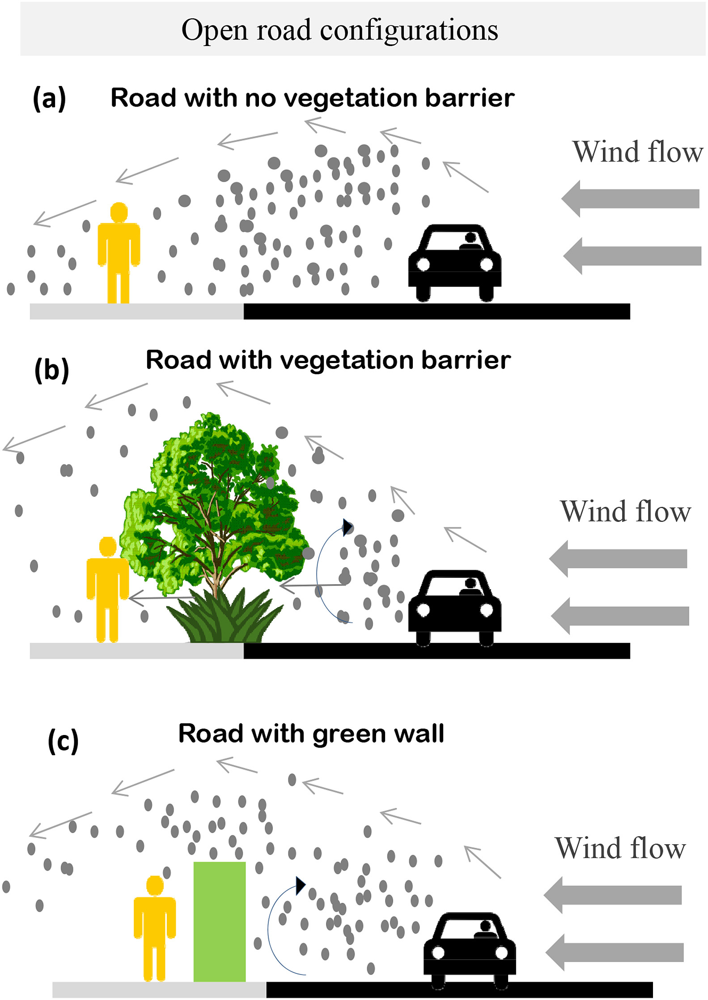 Open road configurations
(a) Road with no vegetation barrier
Wind flow
(b) Road with vegetation barrier
Wind flow
(c) Road with green wall
Wind flow